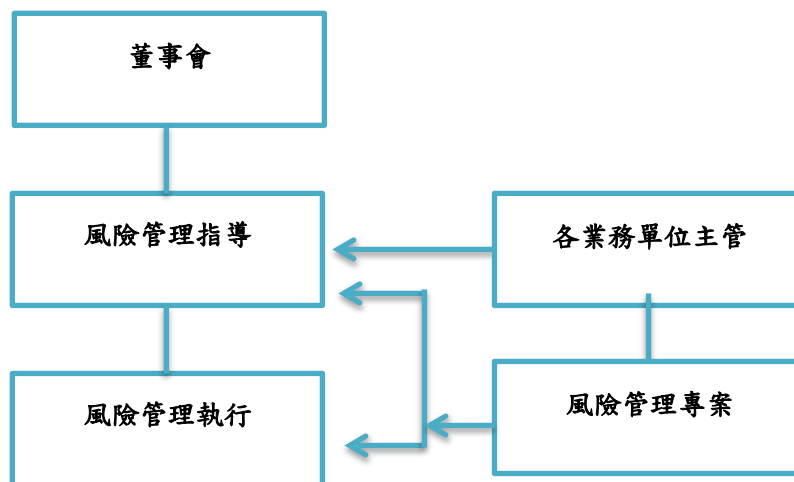 董事會
風險管理指導
各業務單位主管
風險管理執行
風險管理專案